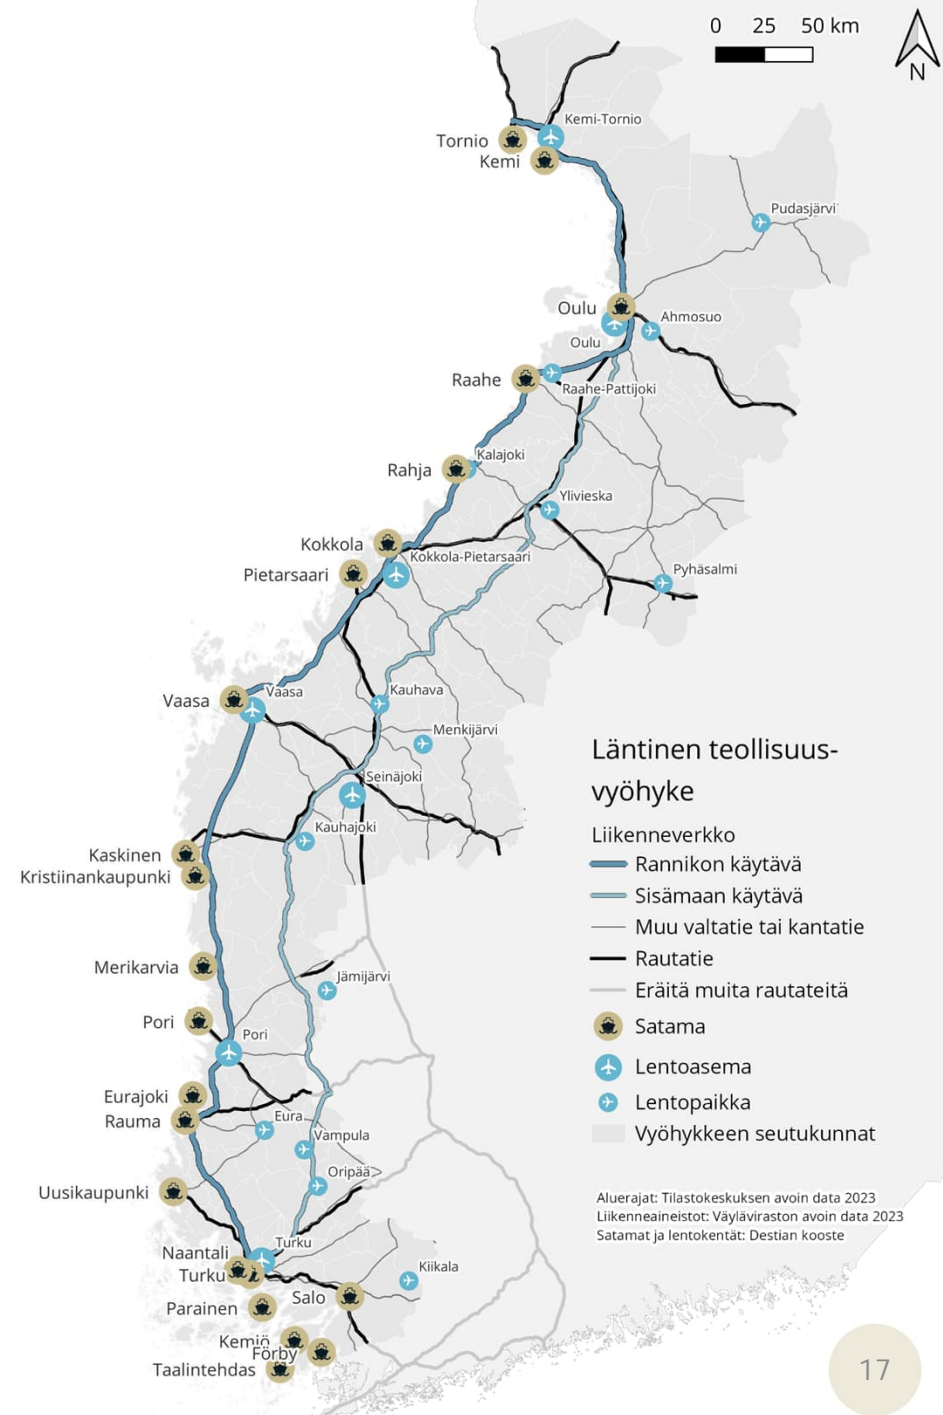 0 25 50 km
N
Kemi-Tornio
Tornio
Kemi
Pudasjärvi
Oulu
Ahmosuo
Oulu
Raahe
Raahe-Pattijoki
Kalajoki
Rahja
Ylivieska
Kokkola
Kokkola-Pietarsaari
Pietarsaari
Pyhäsalmi
Vaasa
Vaasa
Kauhava
Menkijärvi
Seinäjoki
Kauhajoki
Kaskinen
Kristiinankaupunki
Merikarvia
Jämijärvi
Pori
Pori
Eurajoki
Rauma
Eura
Vampula
Oripää
Uusikaupunki
Turku
Naantali
Turku
Kiikala
Salo
Parainen
Kemiö
Förby
Taalintehdas
Läntinen teollisuus-
vyöhyke
Liikenneverkko
Rannikon käytävä
Sisämaan käytävä
Muu valtatie tai kantatie
Rautatie
Eräitä muita rautateitä
Satama
Lentoasema
Lentopaikka
Vyöhykkeen seutukunnat
Aluerajat: Tilastokeskuksen avoin data 2023
Liikenneaineistot: Väyläviraston avoin data 2023
Satamat ja lentokentät: Destian kooste
17